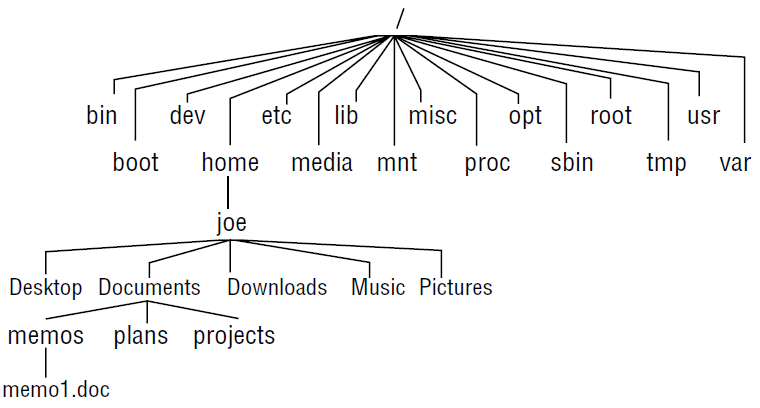 /
bin dev etc lib misc opt root usr
boot home media mnt proc sbin tmp var
joe
Desktop Documents Downloads Music Pictures
memos plans projects
memo1.doc